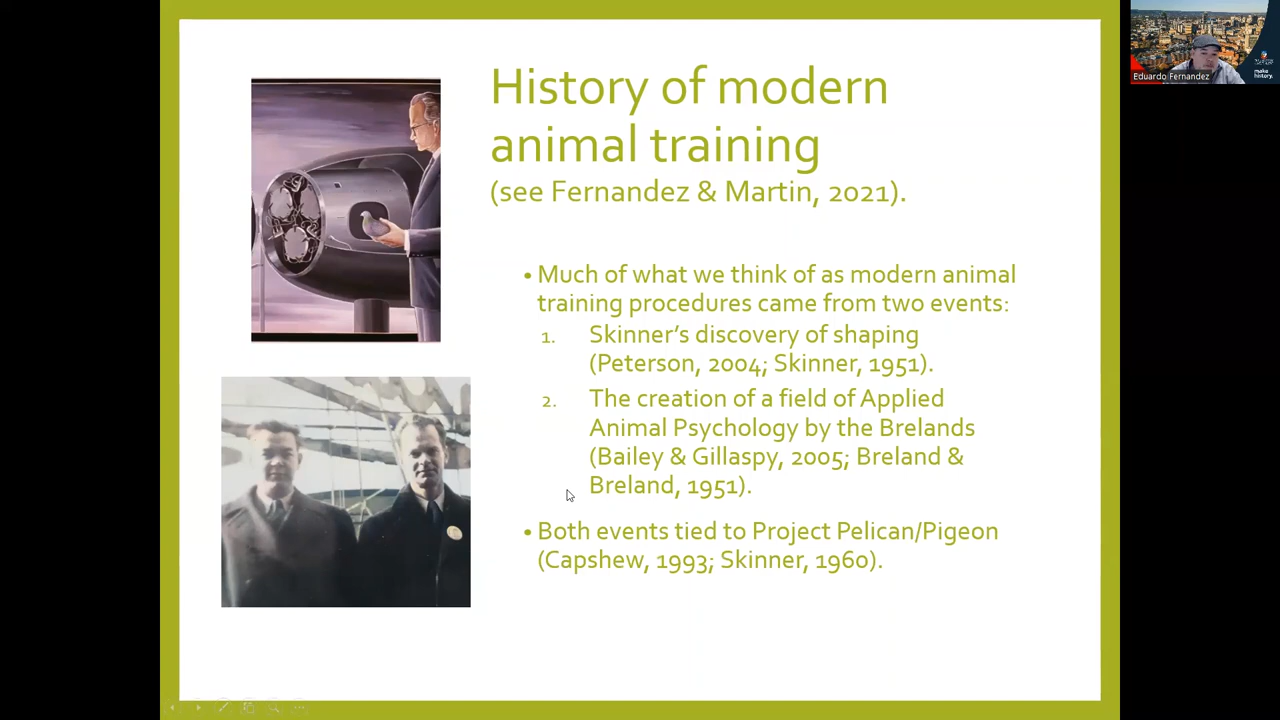 History of modern
animal training
(see Fernandez & Martin, 2021).
• Much of what we think of as modern animal
training procedures came from two events:
1. Skinner's discovery of shaping
(Peterson, 2004; Skinner, 1951).
2. The creation of a field of Applied
Animal Psychology by the Brelands
(Bailey & Gillaspy, 2005; Breland &
Breland, 1951).
• Both events tied to Project Pelican/Pigeon
(Capshew, 1993; Skinner, 1960).
Eduardo Fernandez
make
history.